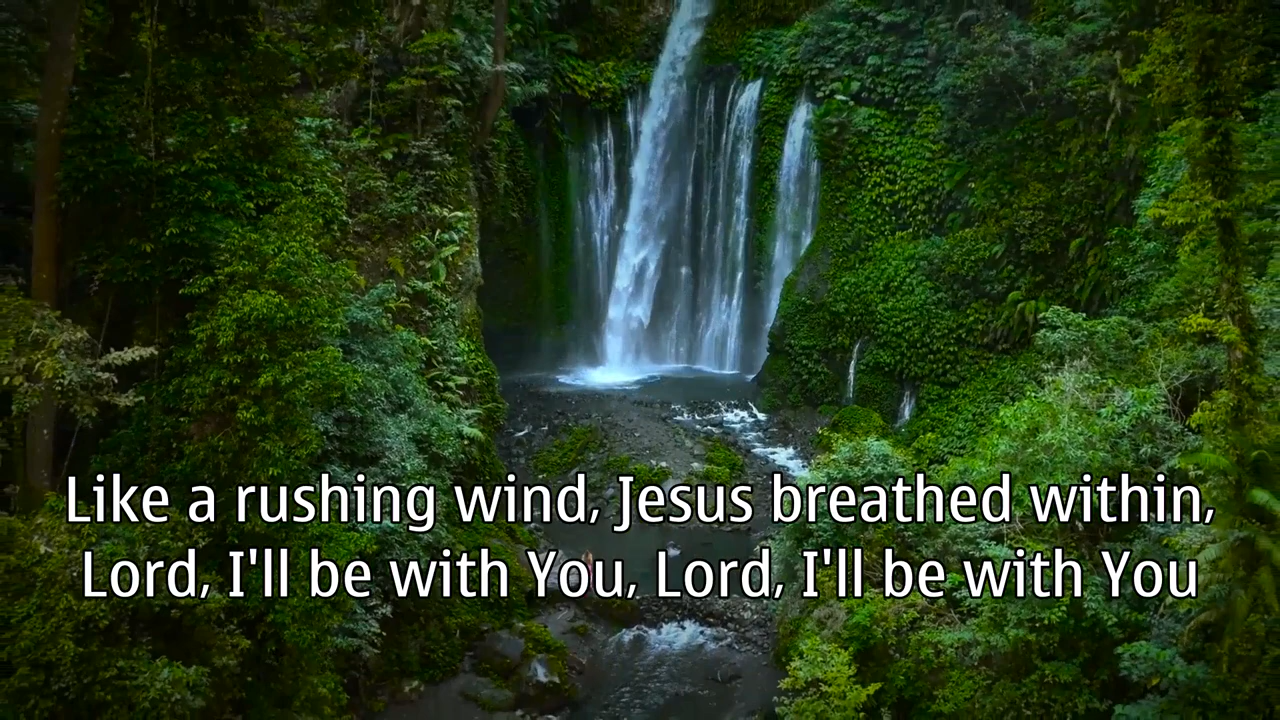 Like a rushing wind, Jesus breathed within,
Lord, I'll be with You, Lord, I'll be with You